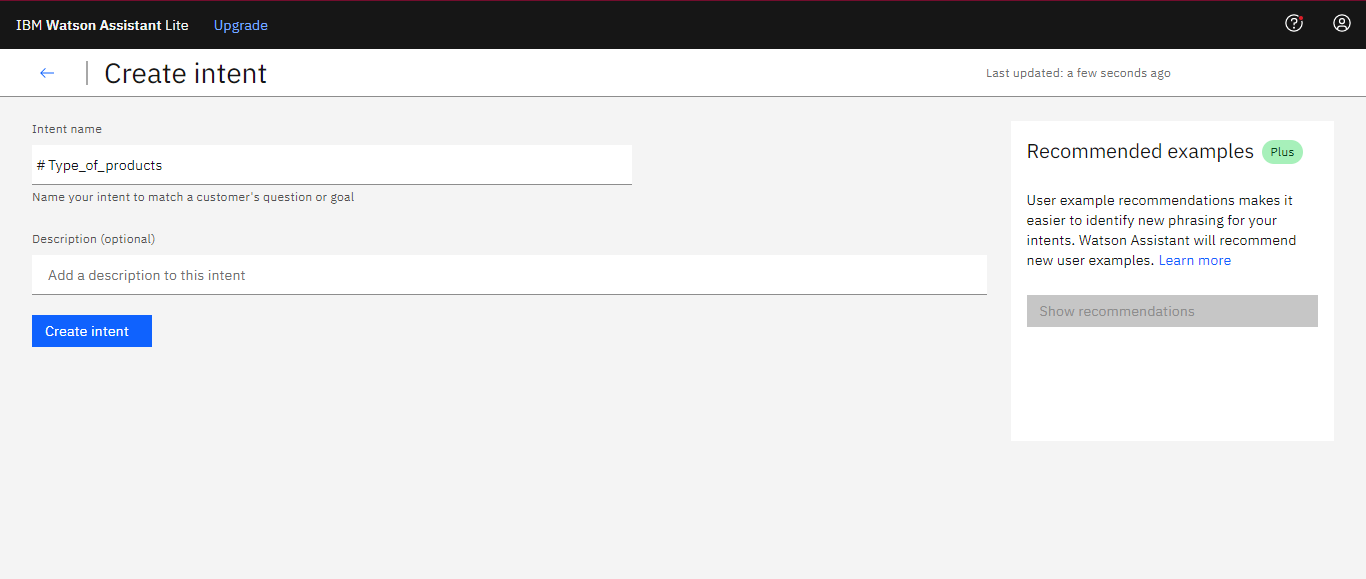 IBM Watson Assistant Lite Upgrade
Create intent
Last updated: a few seconds ago
Intent name
# Type_of_products
Name your intent to match a customer's question or goal
Description (optional)
Add a description to this intent
Create intent
Recommended examples Plus
User example recommendations makes it
easier to identify new phrasing for your
intents. Watson Assistant will recommend
new user examples. Learn more
Show recommendations